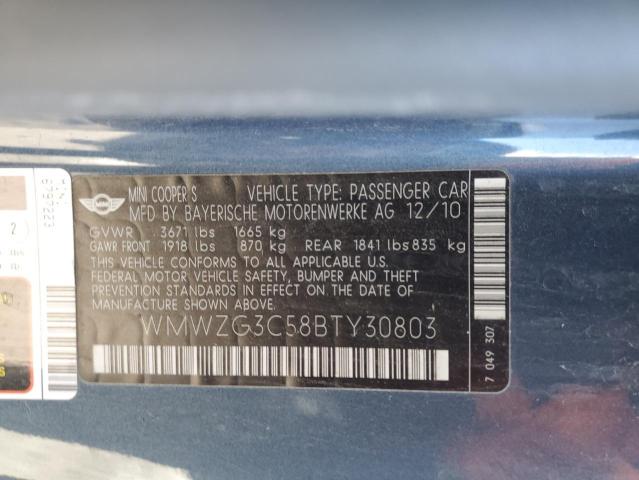 MINI
MINI COOPER S VEHICLE TYPE: PASSENGER CAR
MFD BY BAYERISCHE MOTORENWERKE AG 12/10
GVWR 3671 lbs 1665 kg
GAWR FRONT 1918 lbs 870 kg REAR 1841 lbs 835 kg
THIS VEHICLE CONFORMS TO ALL APPLICABLE U.S.
FEDERAL MOTOR VEHICLE SAFETY, BUMPER AND THEFT
PREVENTION STANDARDS IN EFFECT ON THE DATE
OF MANUFACTURE SHOWN ABOVE.
WMWZG3C58BTY30803
7 049 307
2